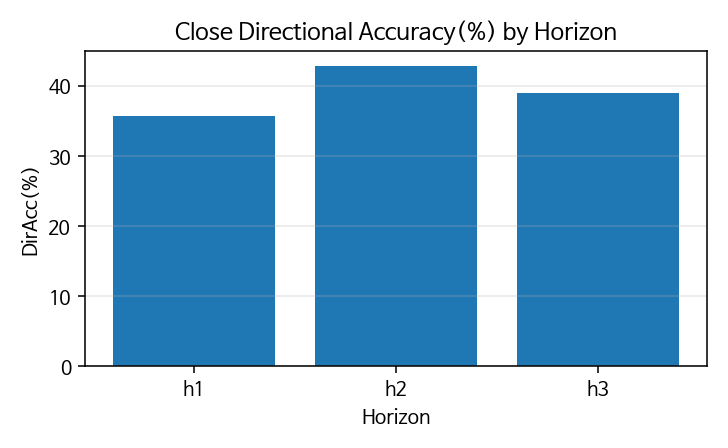 Close Directional Accuracy(%) by Horizon
DirAcc(%)
40
30
20
10
0
h1 h2 h3
Horizon